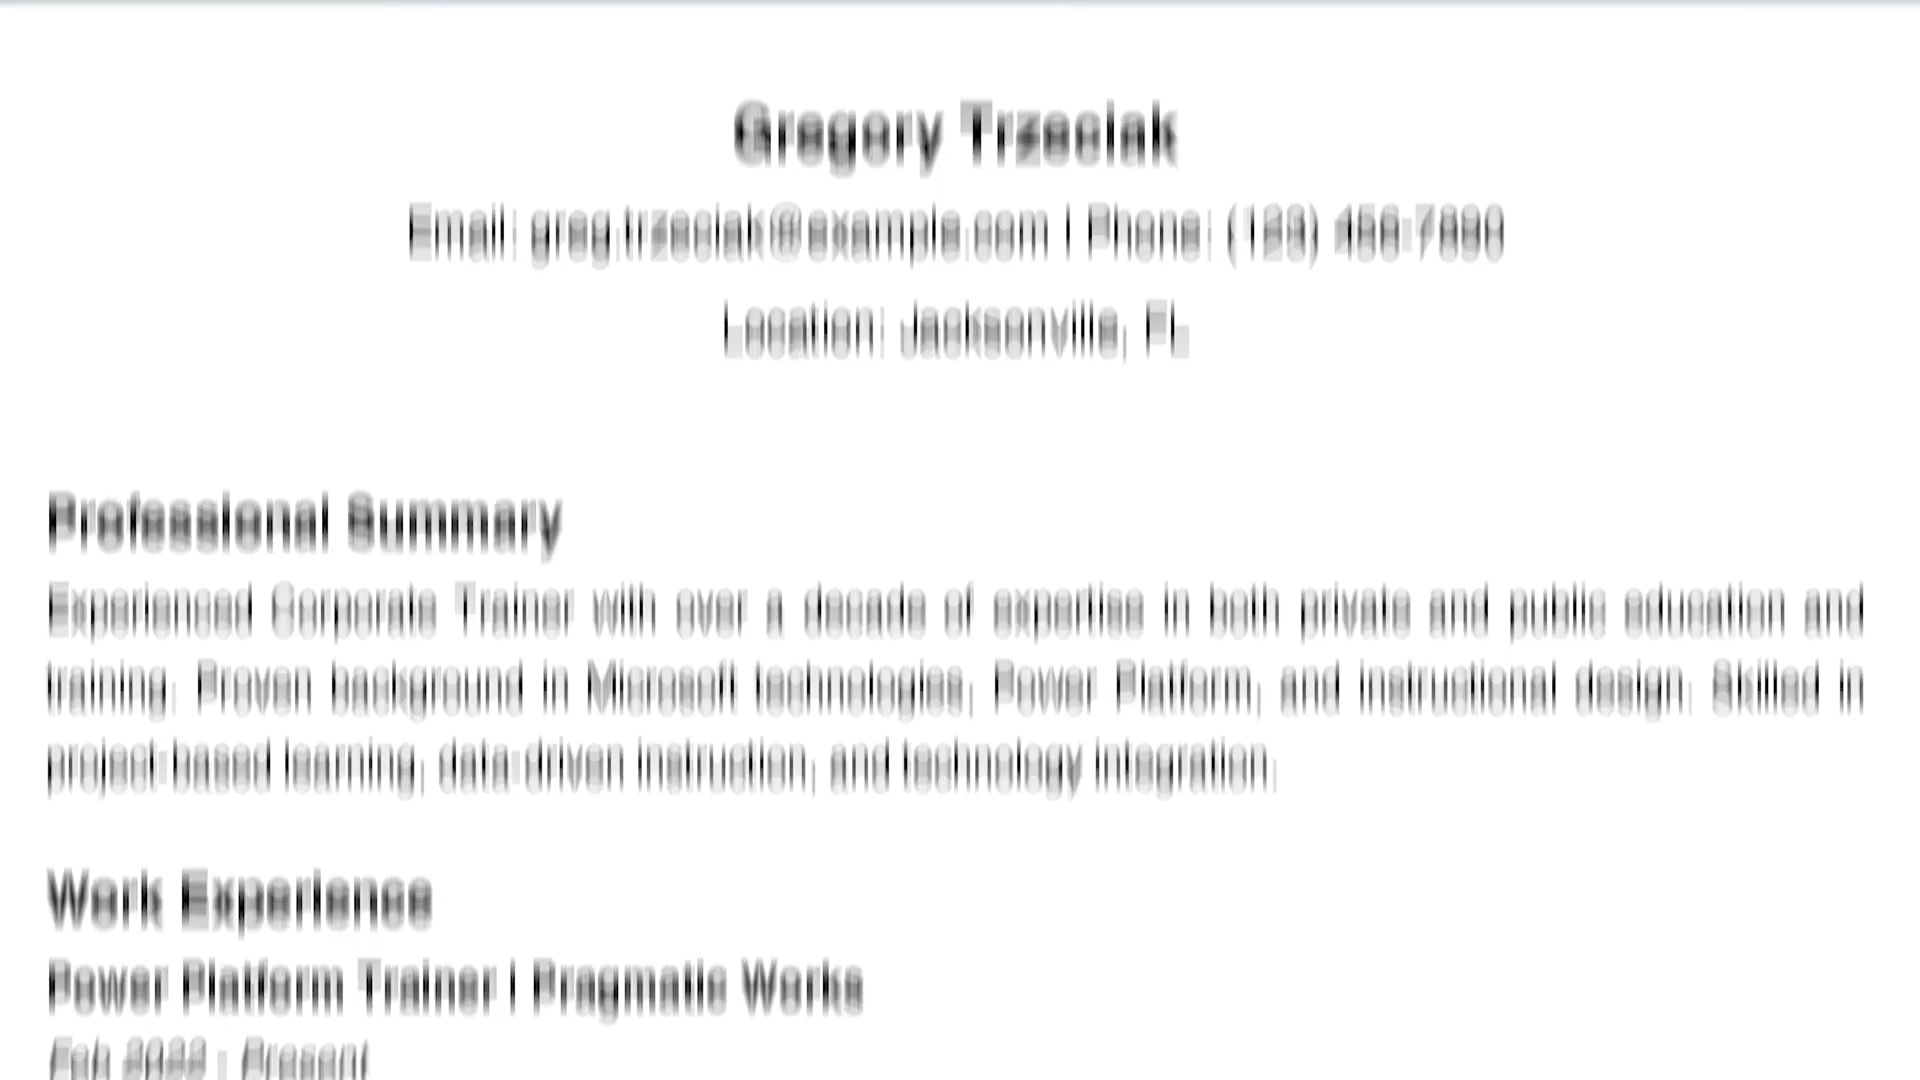 Gregory Trzeciak
Email: greg.trzeciak@example.com | Phone: (123) 456-7890
Location: Jacksonville, FL
Professional Summary
Experienced Corporate Trainer with over a decade of expertise in both private and public education and
training. Proven background in Microsoft technologies, Power Platform, and instructional design. Skilled in
project-based learning, data-driven instruction, and technology integration.
Work Experience
Power Platform Trainer | Pragmatic Works
Feb 2022 - Present